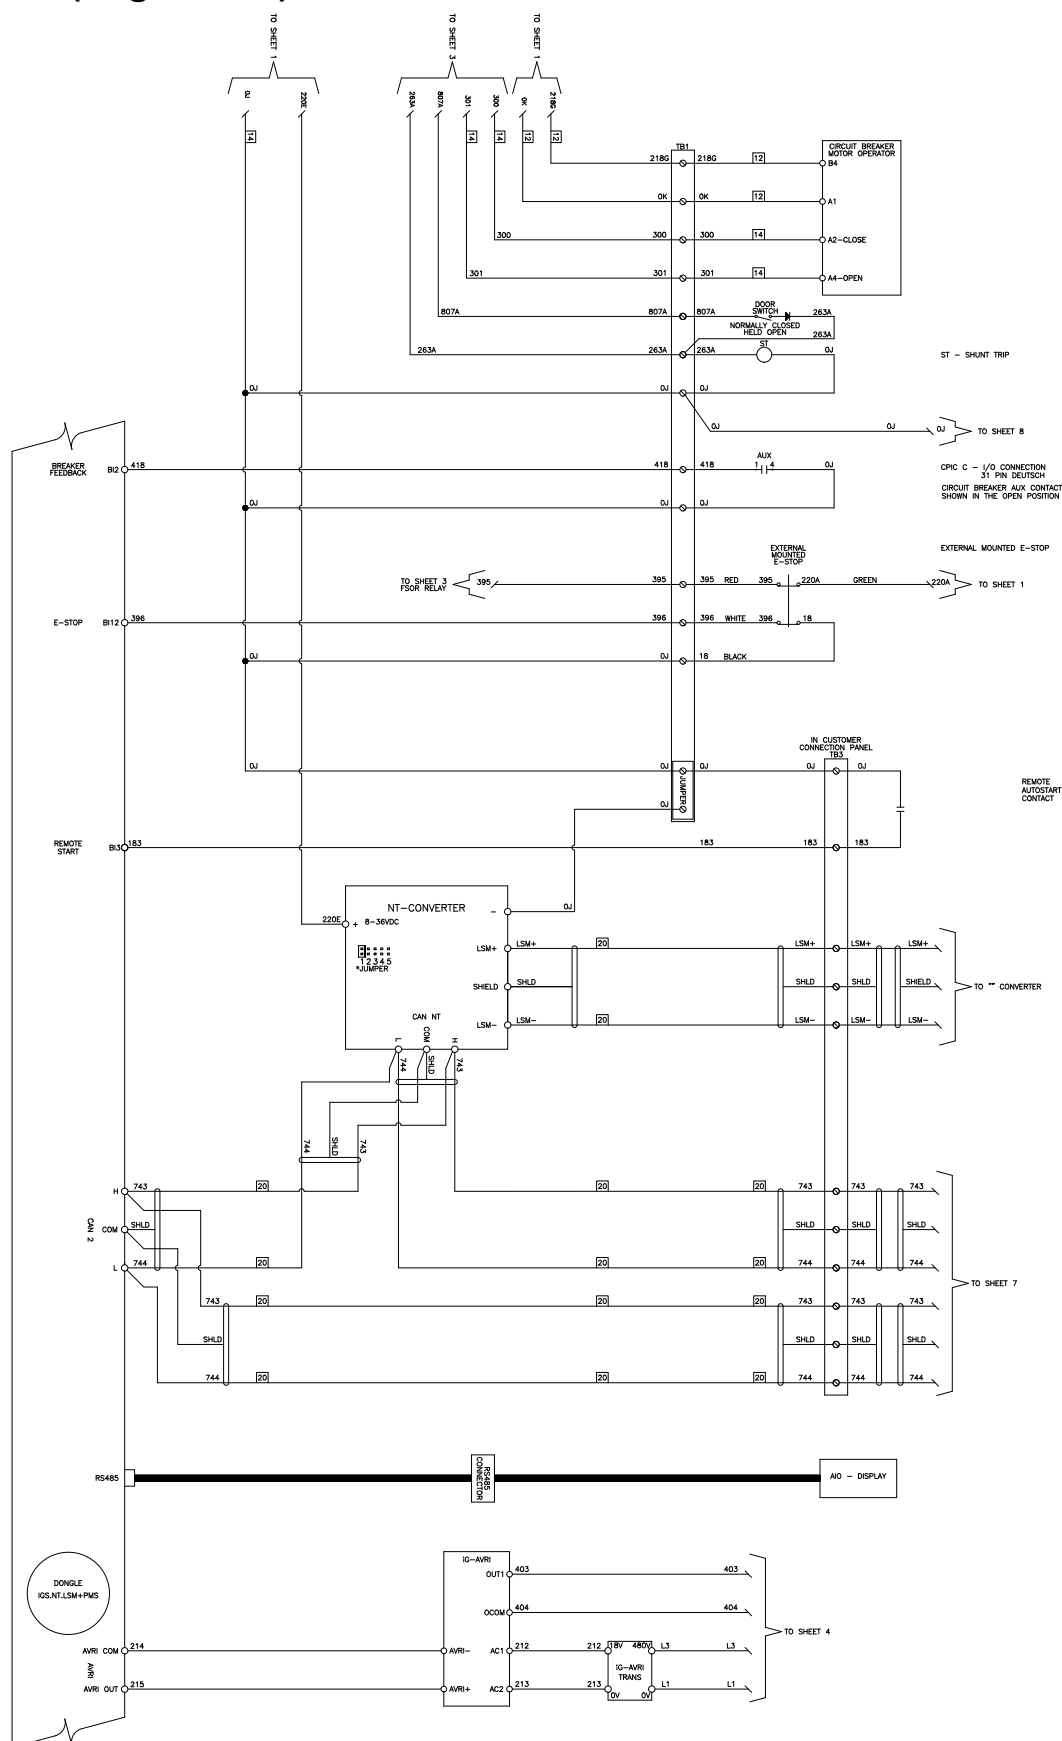 TO SHEET 1
TO SHEET 3
TO SHEET 1
0J
220E
263A
807A
301
300
0K
218G
14
14
14
12
12
TB1
CIRCUIT BREAKER
MOTOR OPERATOR
218G 218G 12 B4
0K 0K 12 A1
300 300 300 14 A2-CLOSE
301 301 301 14 A4-OPEN
DOOR
SWITCH
807A 807A 807A 263A
NORMALLY CLOSED
HELD OPEN
263A
ST
263A 263A 263A 0J
ST - SHUNT TRIP
0J 0J 0J
0J 0J 0J TO SHEET 8
AUX
BREAKER
FEEDBACK
BI2 418 418 418 1 4 0J
CPIC C - I/O CONNECTION
31 PIN DEUTSCH
CIRCUIT BREAKER AUX CONTACT
SHOWN IN THE OPEN POSITION
0J 0J 0J
EXTERNAL
MOUNTED
E-STOP
EXTERNAL MOUNTED E-STOP
TO SHEET 3
FSOR RELAY
395 395 395 RED 395 220A GREEN 220A TO SHEET 1
E-STOP BI12 396 396 396 WHITE 396 18
0J 0J 18 BLACK
IN CUSTOMER
CONNECTION PANEL
TB3
0J 0J 0J 0J 0J
JUMPER
REMOTE
AUTOSTART
CONTACT
0J
REMOTE
START
BI3 183 183 183 183
NT-CONVERTER
- 0J
220E + 8-36VDC
LSM+ LSM+ 20 LSM+ LSM+ LSM+
1 2 3 4 5
*JUMPER
SHIELD SHLD SHLD SHLD SHIELD
TO "" CONVERTER
CAN NT
LSM- LSM- 20 LSM- LSM- LSM-
L COM H
744 SHLD 743
744 SHLD 743
H 743 20 20 20 743 743 743
CAN 2
COM SHLD SHLD SHLD SHLD
L 744 20 20 20 744 744 744
TO SHEET 7
743 20 20 20 743 743 743
SHLD SHLD SHLD SHLD
744 20 20 20 744 744 744
RS485
RS485
CONNECTOR
AIO - DISPLAY
DONGLE
IGS.NT.LSM+PMS
iG-AVRI
OUT1 403 403
OCOM 404 404
TO SHEET 4
AVRI COM 214 AVRI- AC1 212 212 18V 480V L3 L3
AVRI
iG-AVRI
TRANS
AVRI OUT 215 AVRI+ AC2 213 213 0V 0V L1 L1